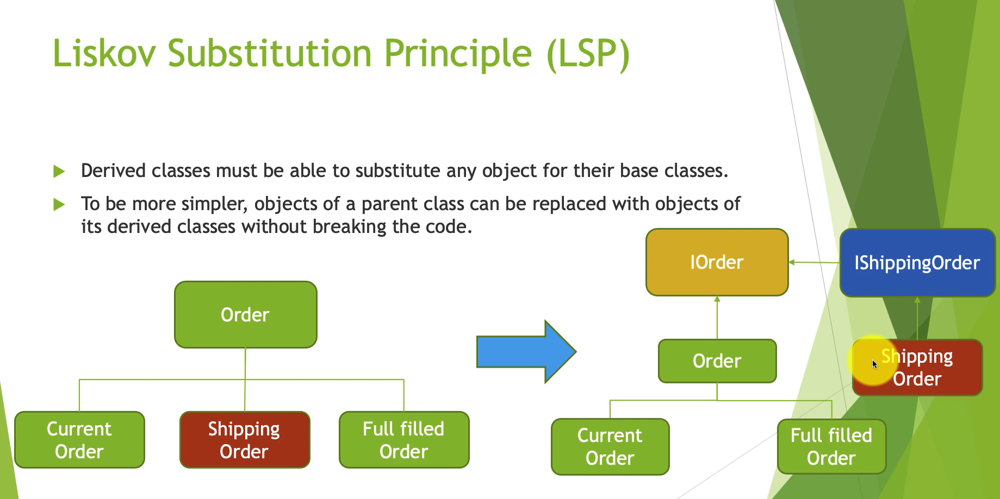 Liskov Substitution Principle (LSP)
Derived classes must be able to substitute any object for their base classes.
To be more simpler, objects of a parent class can be replaced with objects of
its derived classes without breaking the code.
Order
Current
Order
Shipping
Order
Full filled
Order
IOrder
IShippingOrder
Order
Shipping
Order
Current
Order
Full filled
Order